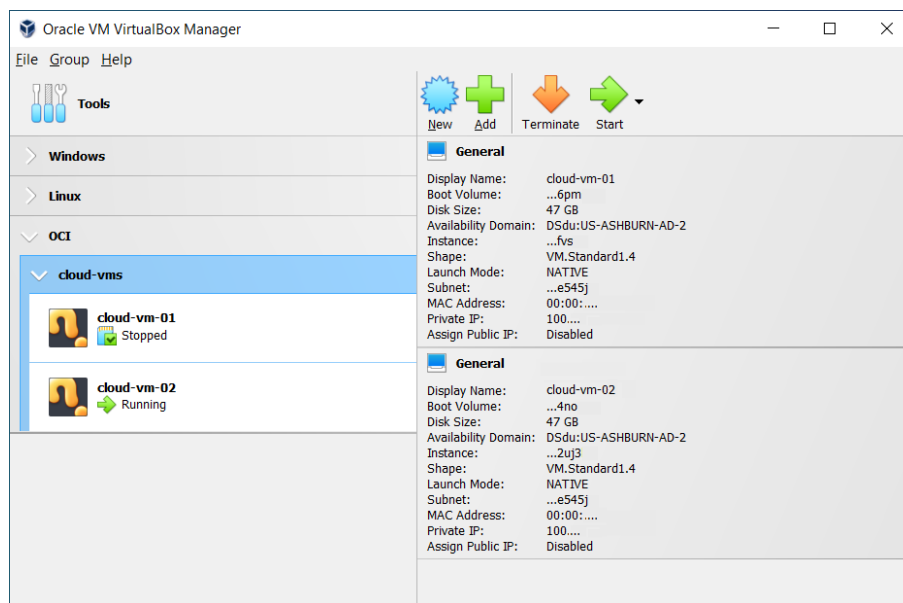 Oracle VM VirtualBox Manager
File Group Help
Tools
Windows
Linux
OCI
cloud-vms
cloud-vm-01
Stopped
cloud-vm-02
Running
New Add Terminate Start
General
Display Name: cloud-vm-01
Boot Volume: ...6pm
Disk Size: 47 GB
Availability Domain: DSdu:US-ASHBURN-AD-2
Instance: ...fvs
Shape: VM.Standard1.4
Launch Mode: NATIVE
Subnet: ...e545j
MAC Address: 00:00:....
Private IP: 100....
Assign Public IP: Disabled
General
Display Name: cloud-vm-02
Boot Volume: ...4no
Disk Size: 47 GB
Availability Domain: DSdu:US-ASHBURN-AD-2
Instance: ...2uj3
Shape: VM.Standard1.4
Launch Mode: NATIVE
Subnet: ...e545j
MAC Address: 00:00:....
Private IP: 100....
Assign Public IP: Disabled